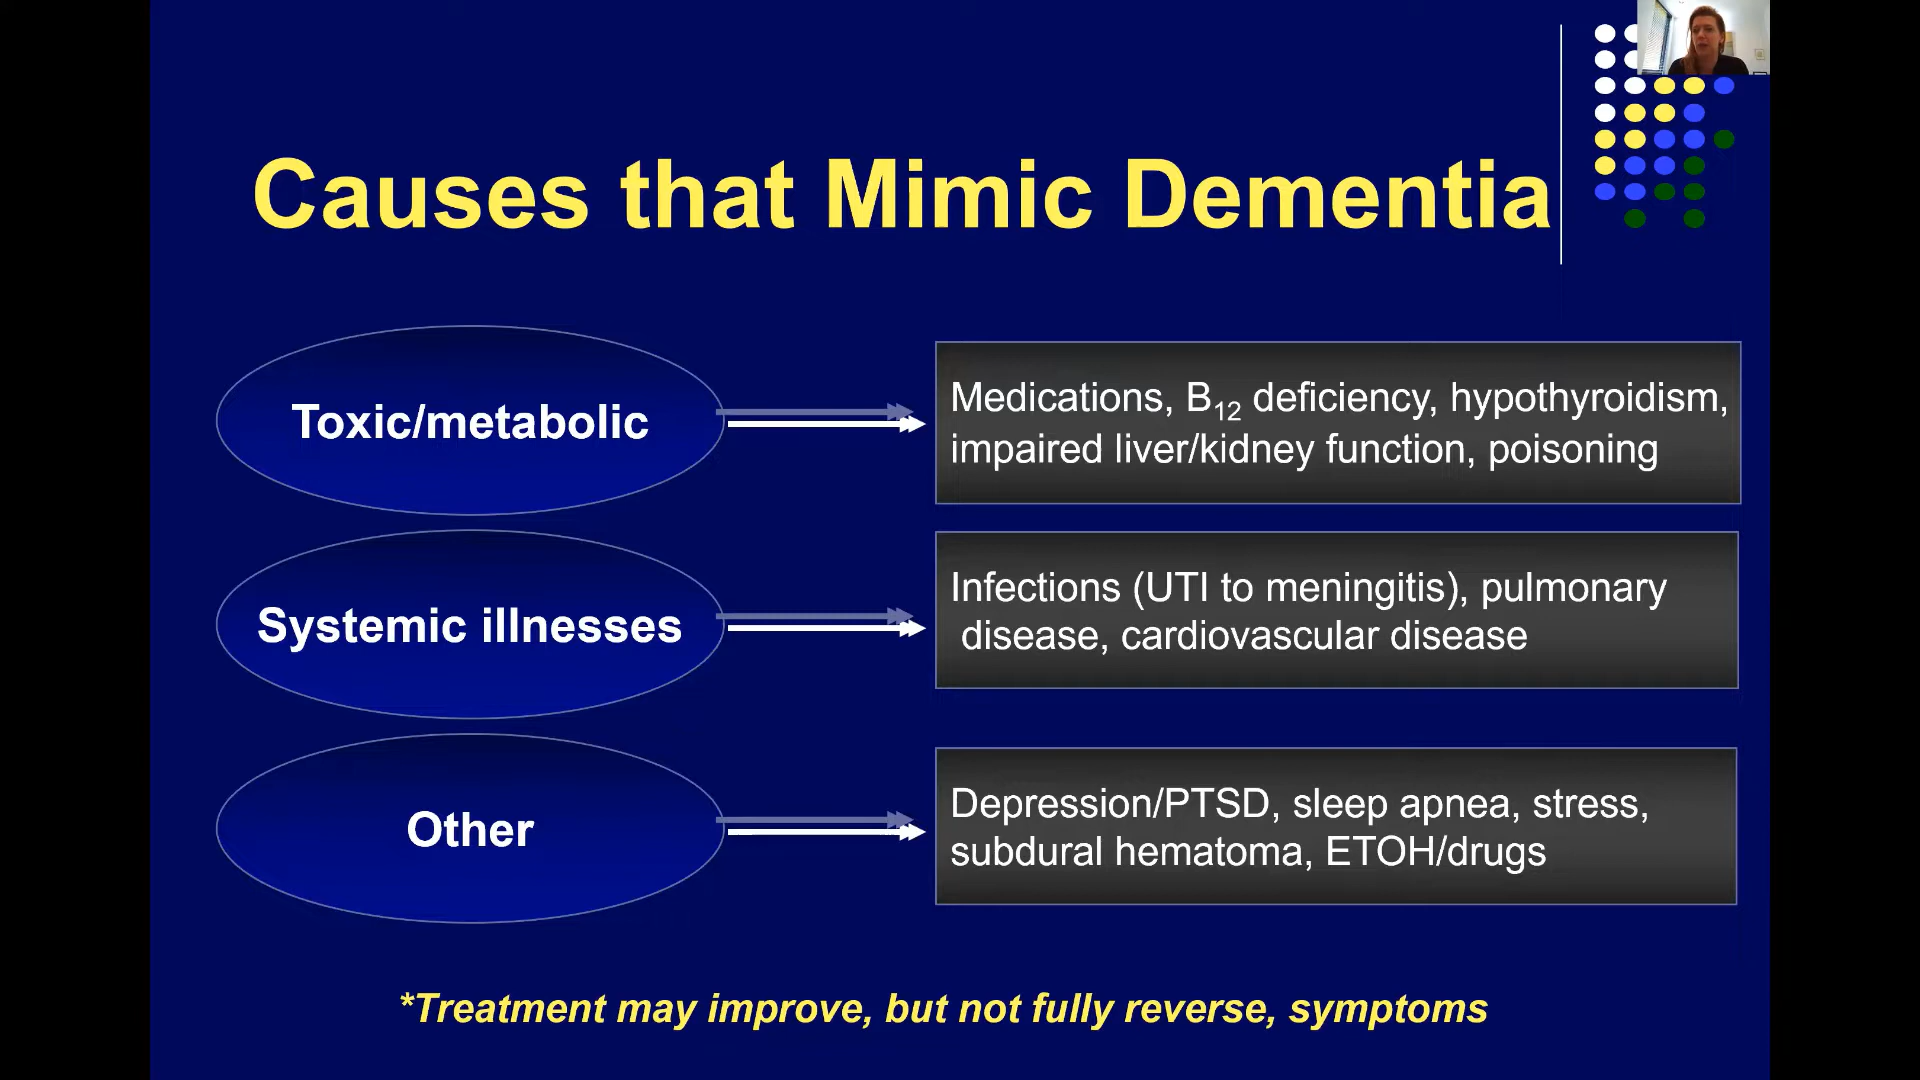 Causes that Mimic Dementia
Toxic/metabolic
Medications, B12 deficiency, hypothyroidism,
impaired liver/kidney function, poisoning
Systemic illnesses
Infections (UTI to meningitis), pulmonary
disease, cardiovascular disease
Other
Depression/PTSD, sleep apnea, stress,
subdural hematoma, ETOH/drugs
*Treatment may improve, but not fully reverse, symptoms